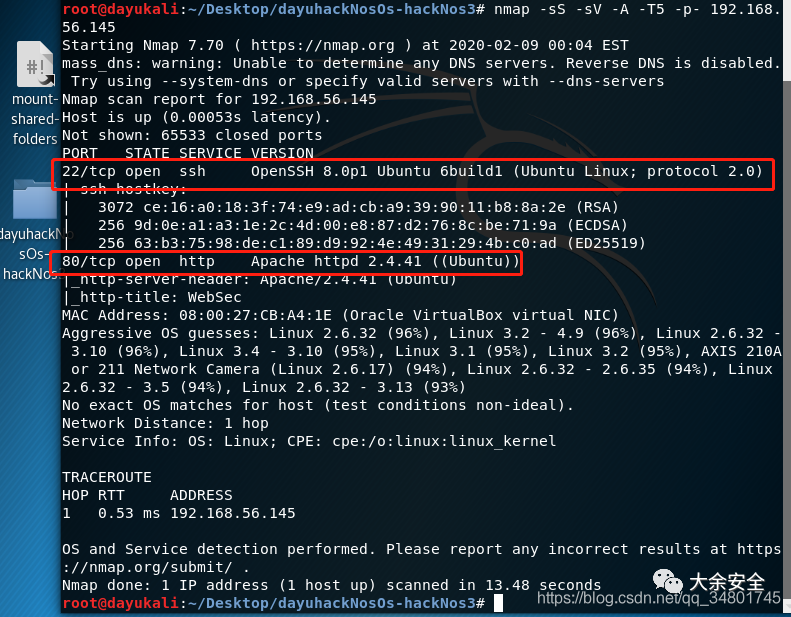 root@dayukali:~/Desktop/dayuhackNosOs-hackNos3# nmap -sS -sV -A -T5 -p- 192.168.
56.145
Starting Nmap 7.70 ( https://nmap.org ) at 2020-02-09 00:04 EST
mass_dns: warning: Unable to determine any DNS servers. Reverse DNS is disabled.
 Try using --system-dns or specify valid servers with --dns-servers
Nmap scan report for 192.168.56.145
Host is up (0.00053s latency).
Not shown: 65533 closed ports
PORT   STATE SERVICE VERSION
22/tcp open  ssh     OpenSSH 8.0p1 Ubuntu 6build1 (Ubuntu Linux; protocol 2.0)
| ssh-hostkey:
|   3072 ce:16:a0:18:3f:74:e9:ad:cb:a9:39:90:11:b8:8a:2e (RSA)
|   256 9d:0e:a1:a3:1e:2c:4d:00:e8:87:d2:76:8c:be:71:9a (ECDSA)
|   256 63:b3:75:98:de:c1:89:d9:92:4e:49:31:29:4b:c0:ad (ED25519)
80/tcp open  http    Apache httpd 2.4.41 ((Ubuntu))
|_http-server-header: Apache/2.4.41 (Ubuntu)
|_http-title: WebSec
MAC Address: 08:00:27:CB:A4:1E (Oracle VirtualBox virtual NIC)
Aggressive OS guesses: Linux 2.6.32 (96%), Linux 3.2 - 4.9 (96%), Linux 2.6.32 -
 3.10 (96%), Linux 3.4 - 3.10 (95%), Linux 3.1 (95%), Linux 3.2 (95%), AXIS 210A
 or 211 Network Camera (Linux 2.6.17) (94%), Linux 2.6.32 - 2.6.35 (94%), Linux
2.6.32 - 3.5 (94%), Linux 2.6.32 - 3.13 (93%)
No exact OS matches for host (test conditions non-ideal).
Network Distance: 1 hop
Service Info: OS: Linux; CPE: cpe:/o:linux:linux_kernel
TRACEROUTE
HOP RTT     ADDRESS
1   0.53 ms 192.168.56.145
OS and Service detection performed. Please report any incorrect results at https
://nmap.org/submit/ .
Nmap done: 1 IP address (1 host up) scanned in 13.48 seconds
root@dayukali:~/Desktop/dayuhackNosOs-hackNos3#
#!
mount-
shared-
folders
dayuhackN
sOs-
hackNos3
大余安全
https://blog.csdn.net/qq_34801745